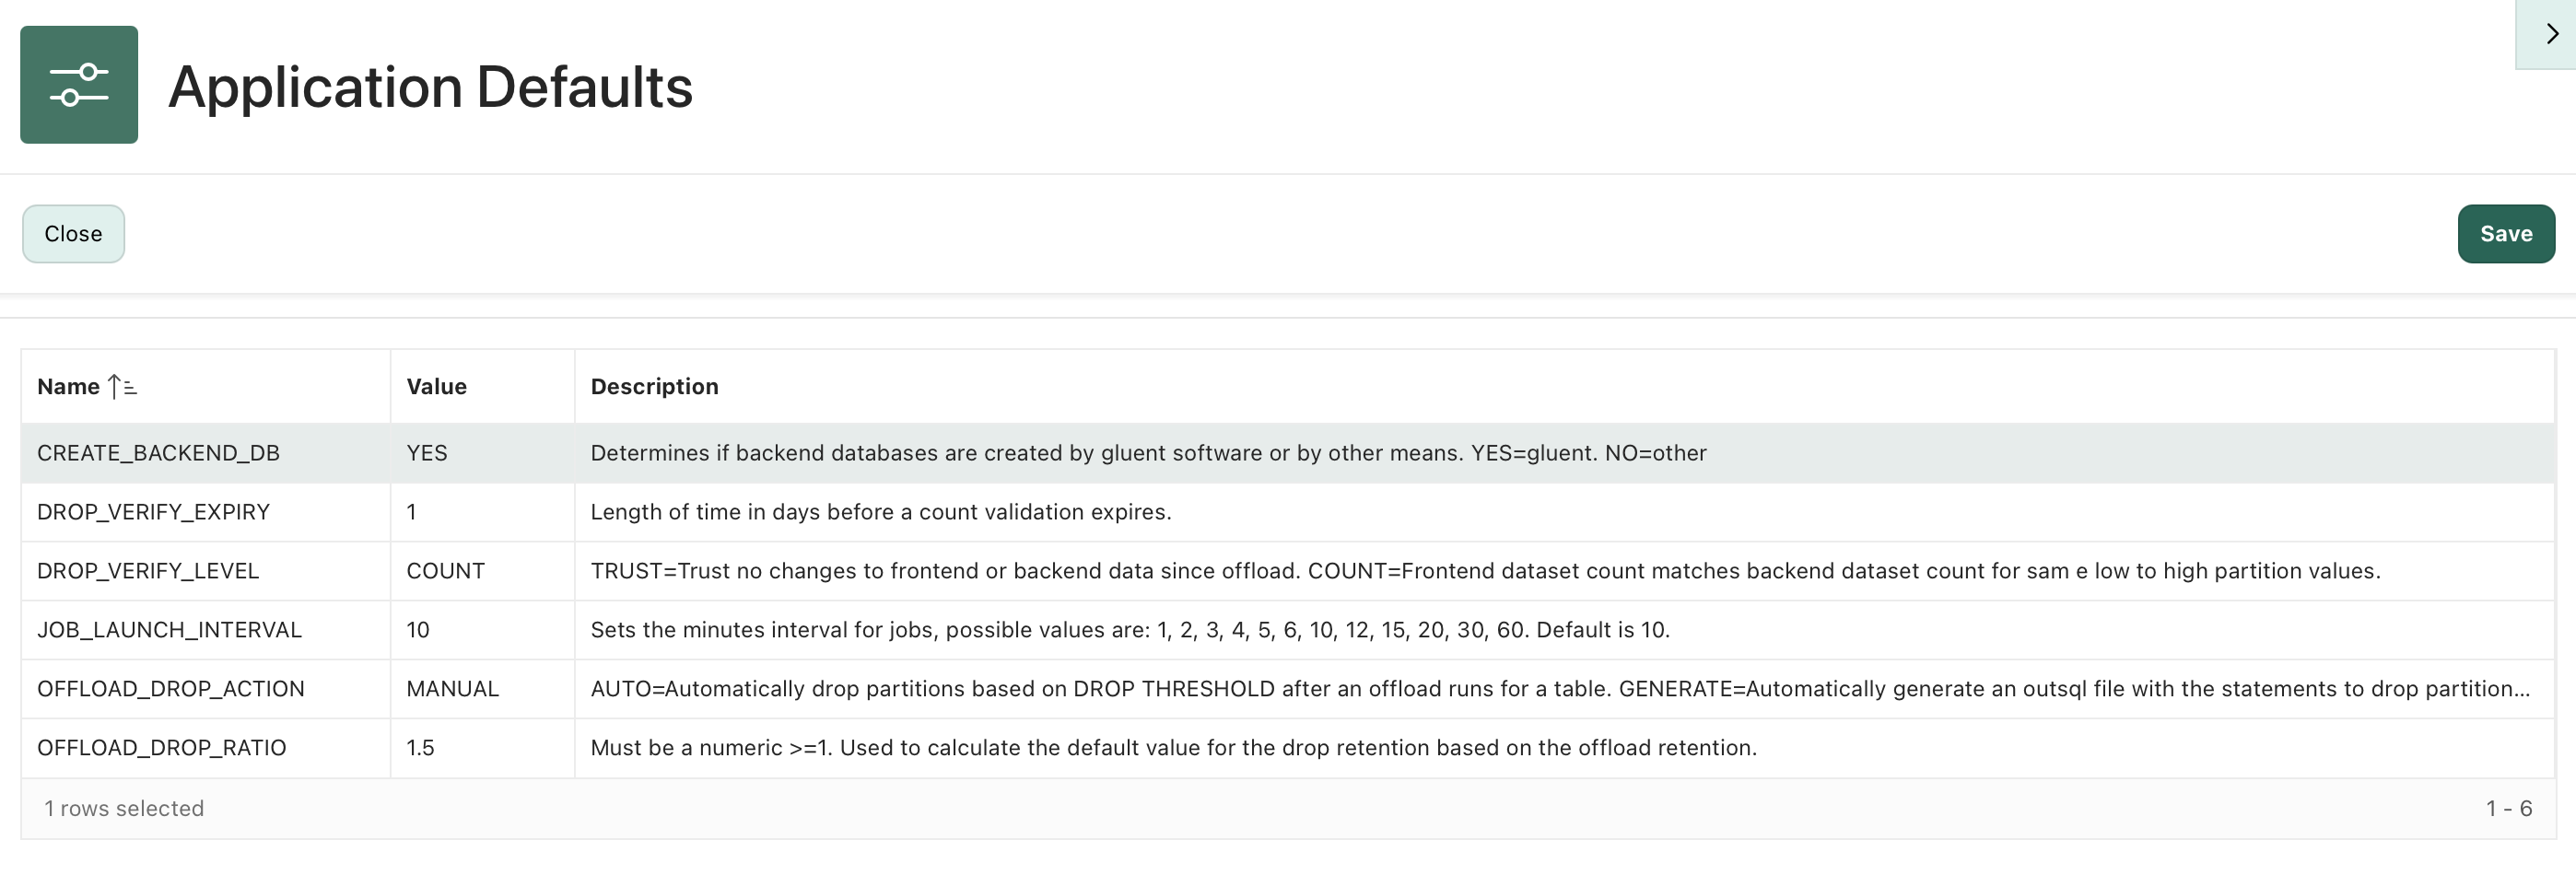 Application Defaults
Close
Save
Name Value Description
CREATE_BACKEND_DB YES Determines if backend databases are created by gluent software or by other means. YES=gluent. NO=other
DROP_VERIFY_EXPIRY 1 Length of time in days before a count validation expires.
DROP_VERIFY_LEVEL COUNT TRUST=Trust no changes to frontend or backend data since offload. COUNT=Frontend dataset count matches backend dataset count for sam e low to high partition values.
JOB_LAUNCH_INTERVAL 10 Sets the minutes interval for jobs, possible values are: 1, 2, 3, 4, 5, 6, 10, 12, 15, 20, 30, 60. Default is 10.
OFFLOAD_DROP_ACTION MANUAL AUTO=Automatically drop partitions based on DROP THRESHOLD after an offload runs for a table. GENERATE=Automatically generate an outsql file with the statements to drop partition...
OFFLOAD_DROP_RATIO 1.5 Must be a numeric >=1. Used to calculate the default value for the drop retention based on the offload retention.
1 rows selected 1 - 6